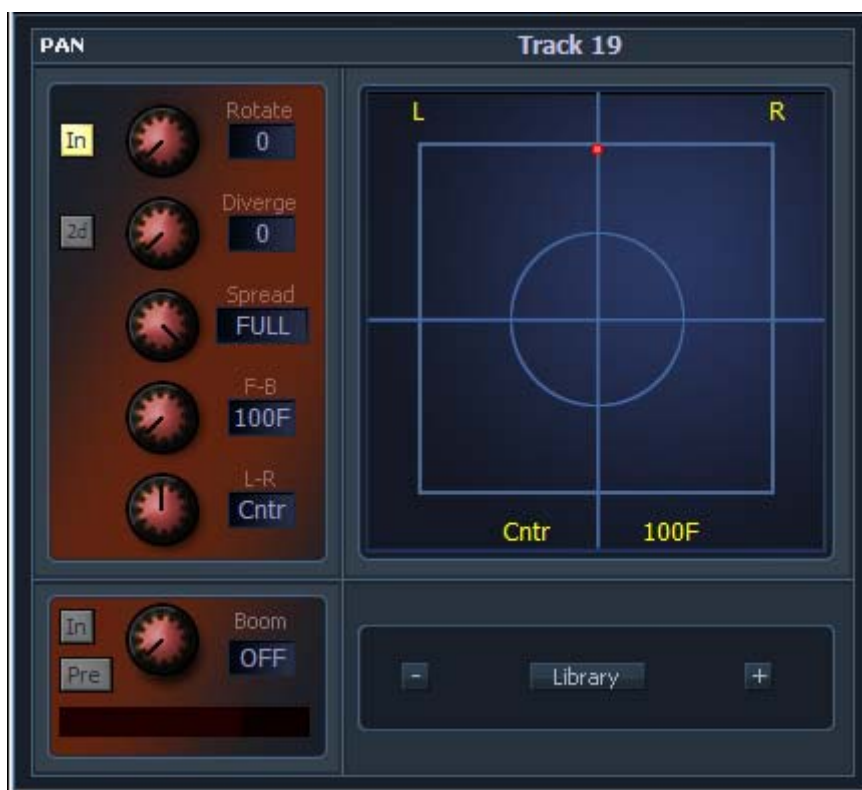 PAN
Track 19
In
Rotate
0
2d
Diverge
0
Spread
FULL
F-B
100F
L-R
Cntr
L
R
Cntr
100F
In
Boom
OFF
Pre
-
Library
+